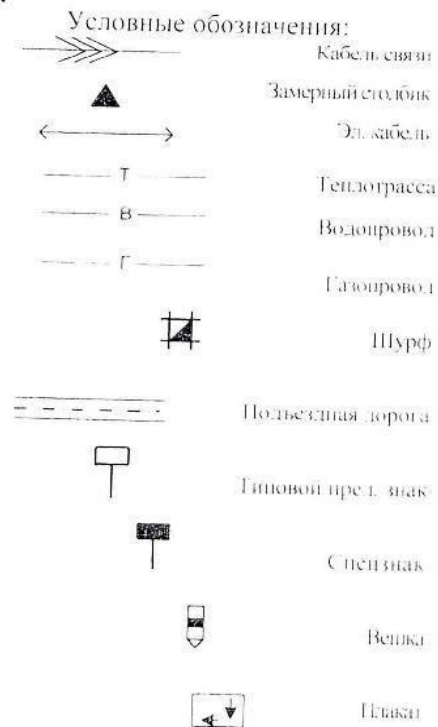 Условные обозначения:
Кабель связи
Замерный столбик
Эл. кабель
Т
Теплотрасса
В
Водопровод
Г
Газопровод
Шурф
Подъездная дорога
Типовой пред. знак
Спецзнак
Вешка
Плакат